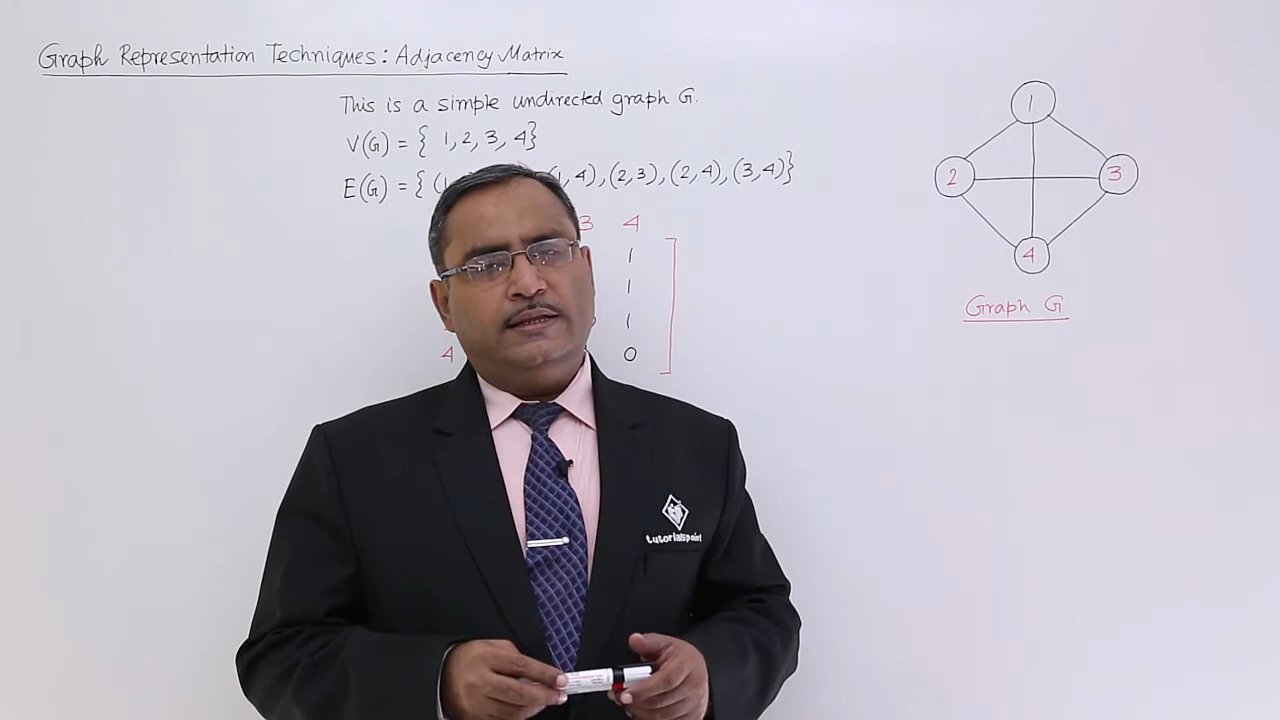 Graph Representation Techniques: Adjacency Matrix
This is a simple undirected graph G.
V(G) = { 1, 2, 3, 4}
E(G) = { (1, , 4), (2,3), (2,4), (3,4)}
3 4
1
1
1
4 0
1
2 3
4
Graph G
tutorialspoint